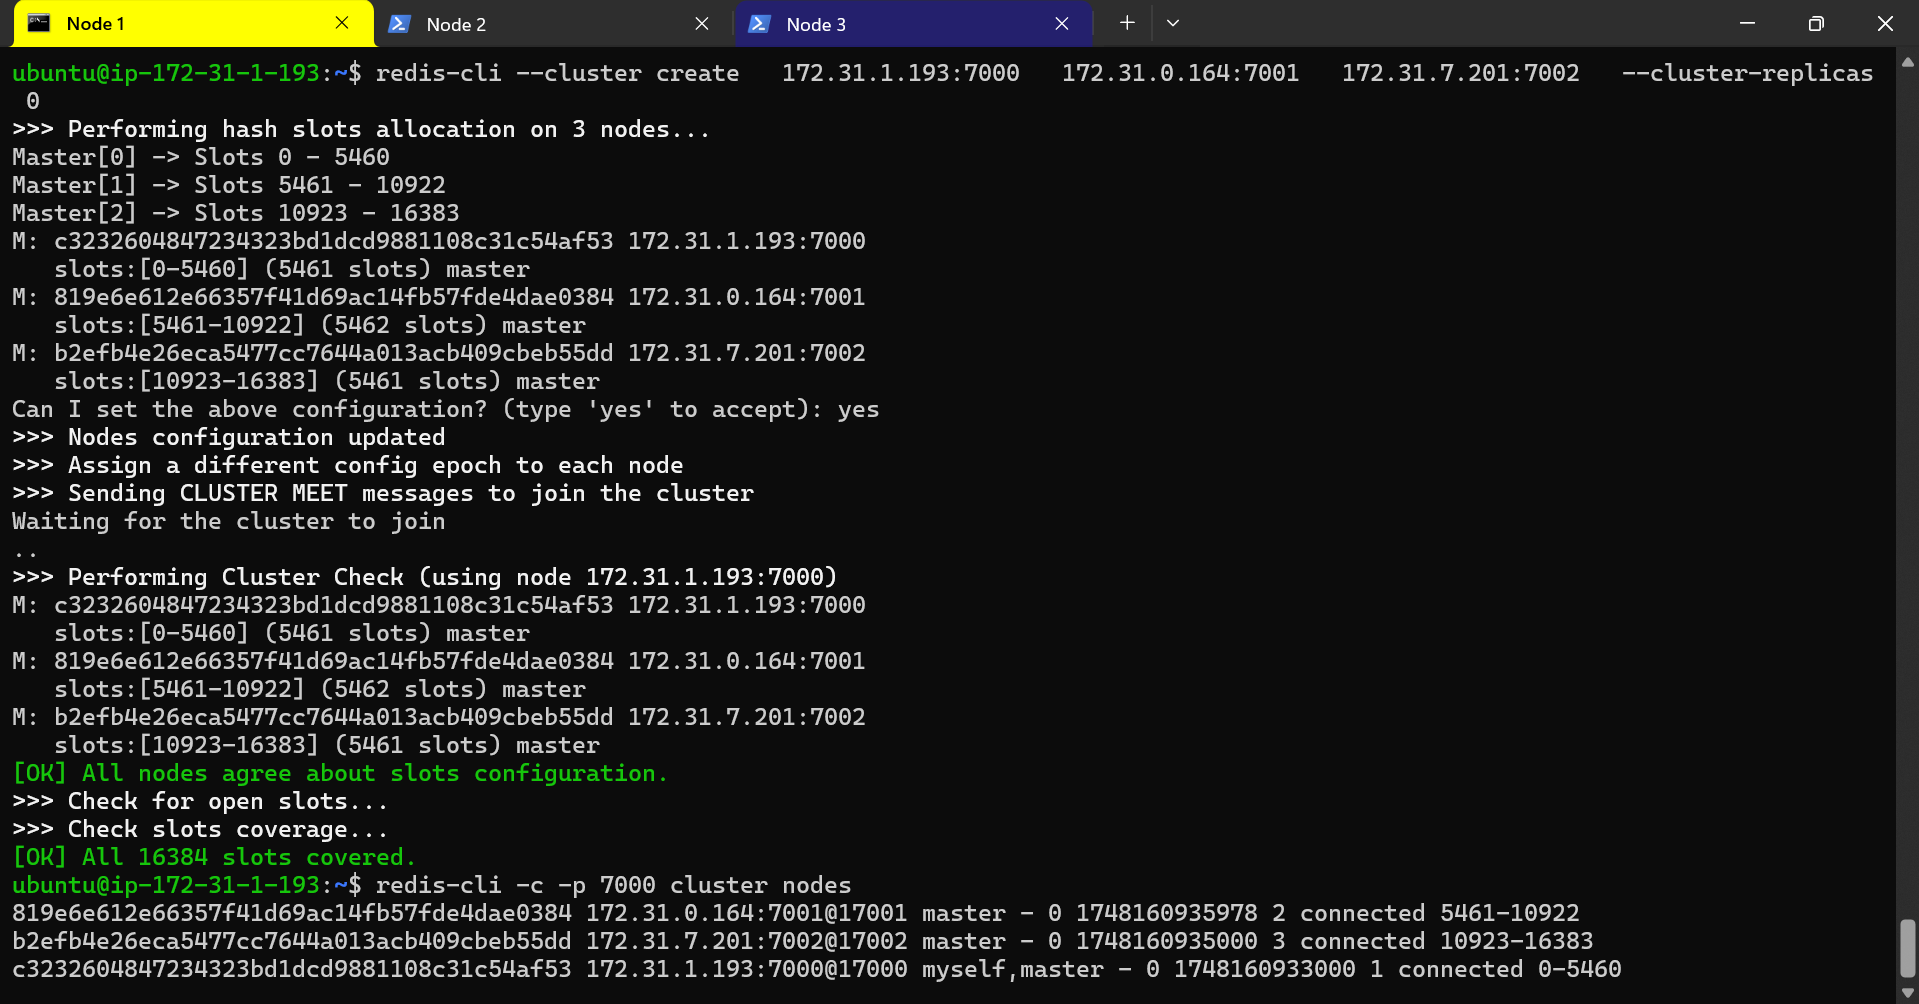 Node 1
Node 2
Node 3
ubuntu@ip-172-31-1-193:~$ redis-cli --cluster create   172.31.1.193:7000   172.31.0.164:7001   172.31.7.201:7002   --cluster-replicas
 0
>>> Performing hash slots allocation on 3 nodes...
Master[0] -> Slots 0 - 5460
Master[1] -> Slots 5461 - 10922
Master[2] -> Slots 10923 - 16383
M: c3232604847234323bd1dcd9881108c31c54af53 172.31.1.193:7000
   slots:[0-5460] (5461 slots) master
M: 819e6e612e66357f41d69ac14fb57fde4dae0384 172.31.0.164:7001
   slots:[5461-10922] (5462 slots) master
M: b2efb4e26eca5477cc7644a013acb409cbeb55dd 172.31.7.201:7002
   slots:[10923-16383] (5461 slots) master
Can I set the above configuration? (type 'yes' to accept): yes
>>> Nodes configuration updated
>>> Assign a different config epoch to each node
>>> Sending CLUSTER MEET messages to join the cluster
Waiting for the cluster to join
..
>>> Performing Cluster Check (using node 172.31.1.193:7000)
M: c3232604847234323bd1dcd9881108c31c54af53 172.31.1.193:7000
   slots:[0-5460] (5461 slots) master
M: 819e6e612e66357f41d69ac14fb57fde4dae0384 172.31.0.164:7001
   slots:[5461-10922] (5462 slots) master
M: b2efb4e26eca5477cc7644a013acb409cbeb55dd 172.31.7.201:7002
   slots:[10923-16383] (5461 slots) master
[OK] All nodes agree about slots configuration.
>>> Check for open slots...
>>> Check slots coverage...
[OK] All 16384 slots covered.
ubuntu@ip-172-31-1-193:~$ redis-cli -c -p 7000 cluster nodes
819e6e612e66357f41d69ac14fb57fde4dae0384 172.31.0.164:7001@17001 master - 0 1748160935978 2 connected 5461-10922
b2efb4e26eca5477cc7644a013acb409cbeb55dd 172.31.7.201:7002@17002 master - 0 1748160935000 3 connected 10923-16383
c3232604847234323bd1dcd9881108c31c54af53 172.31.1.193:7000@17000 myself,master - 0 1748160933000 1 connected 0-5460